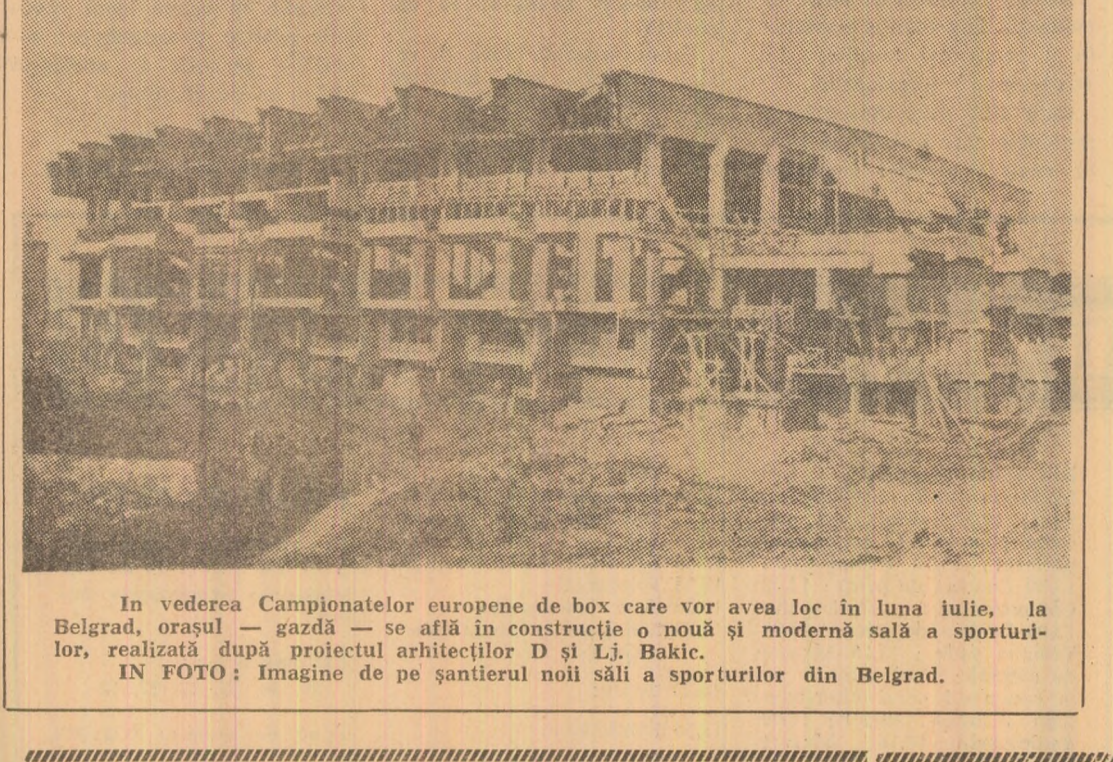 In vederea Campionatelor europene de box care vor avea loc în luna iulie, la
Belgrad, orașul — gazdă — se află în construcție o nouă și modernă sală a sporturi-
lor, realizată după proiectul arhitecților D și Lj. Bakic.
IN FOTO : Imagine de pe șantierul noii săli a sporturilor din Belgrad.